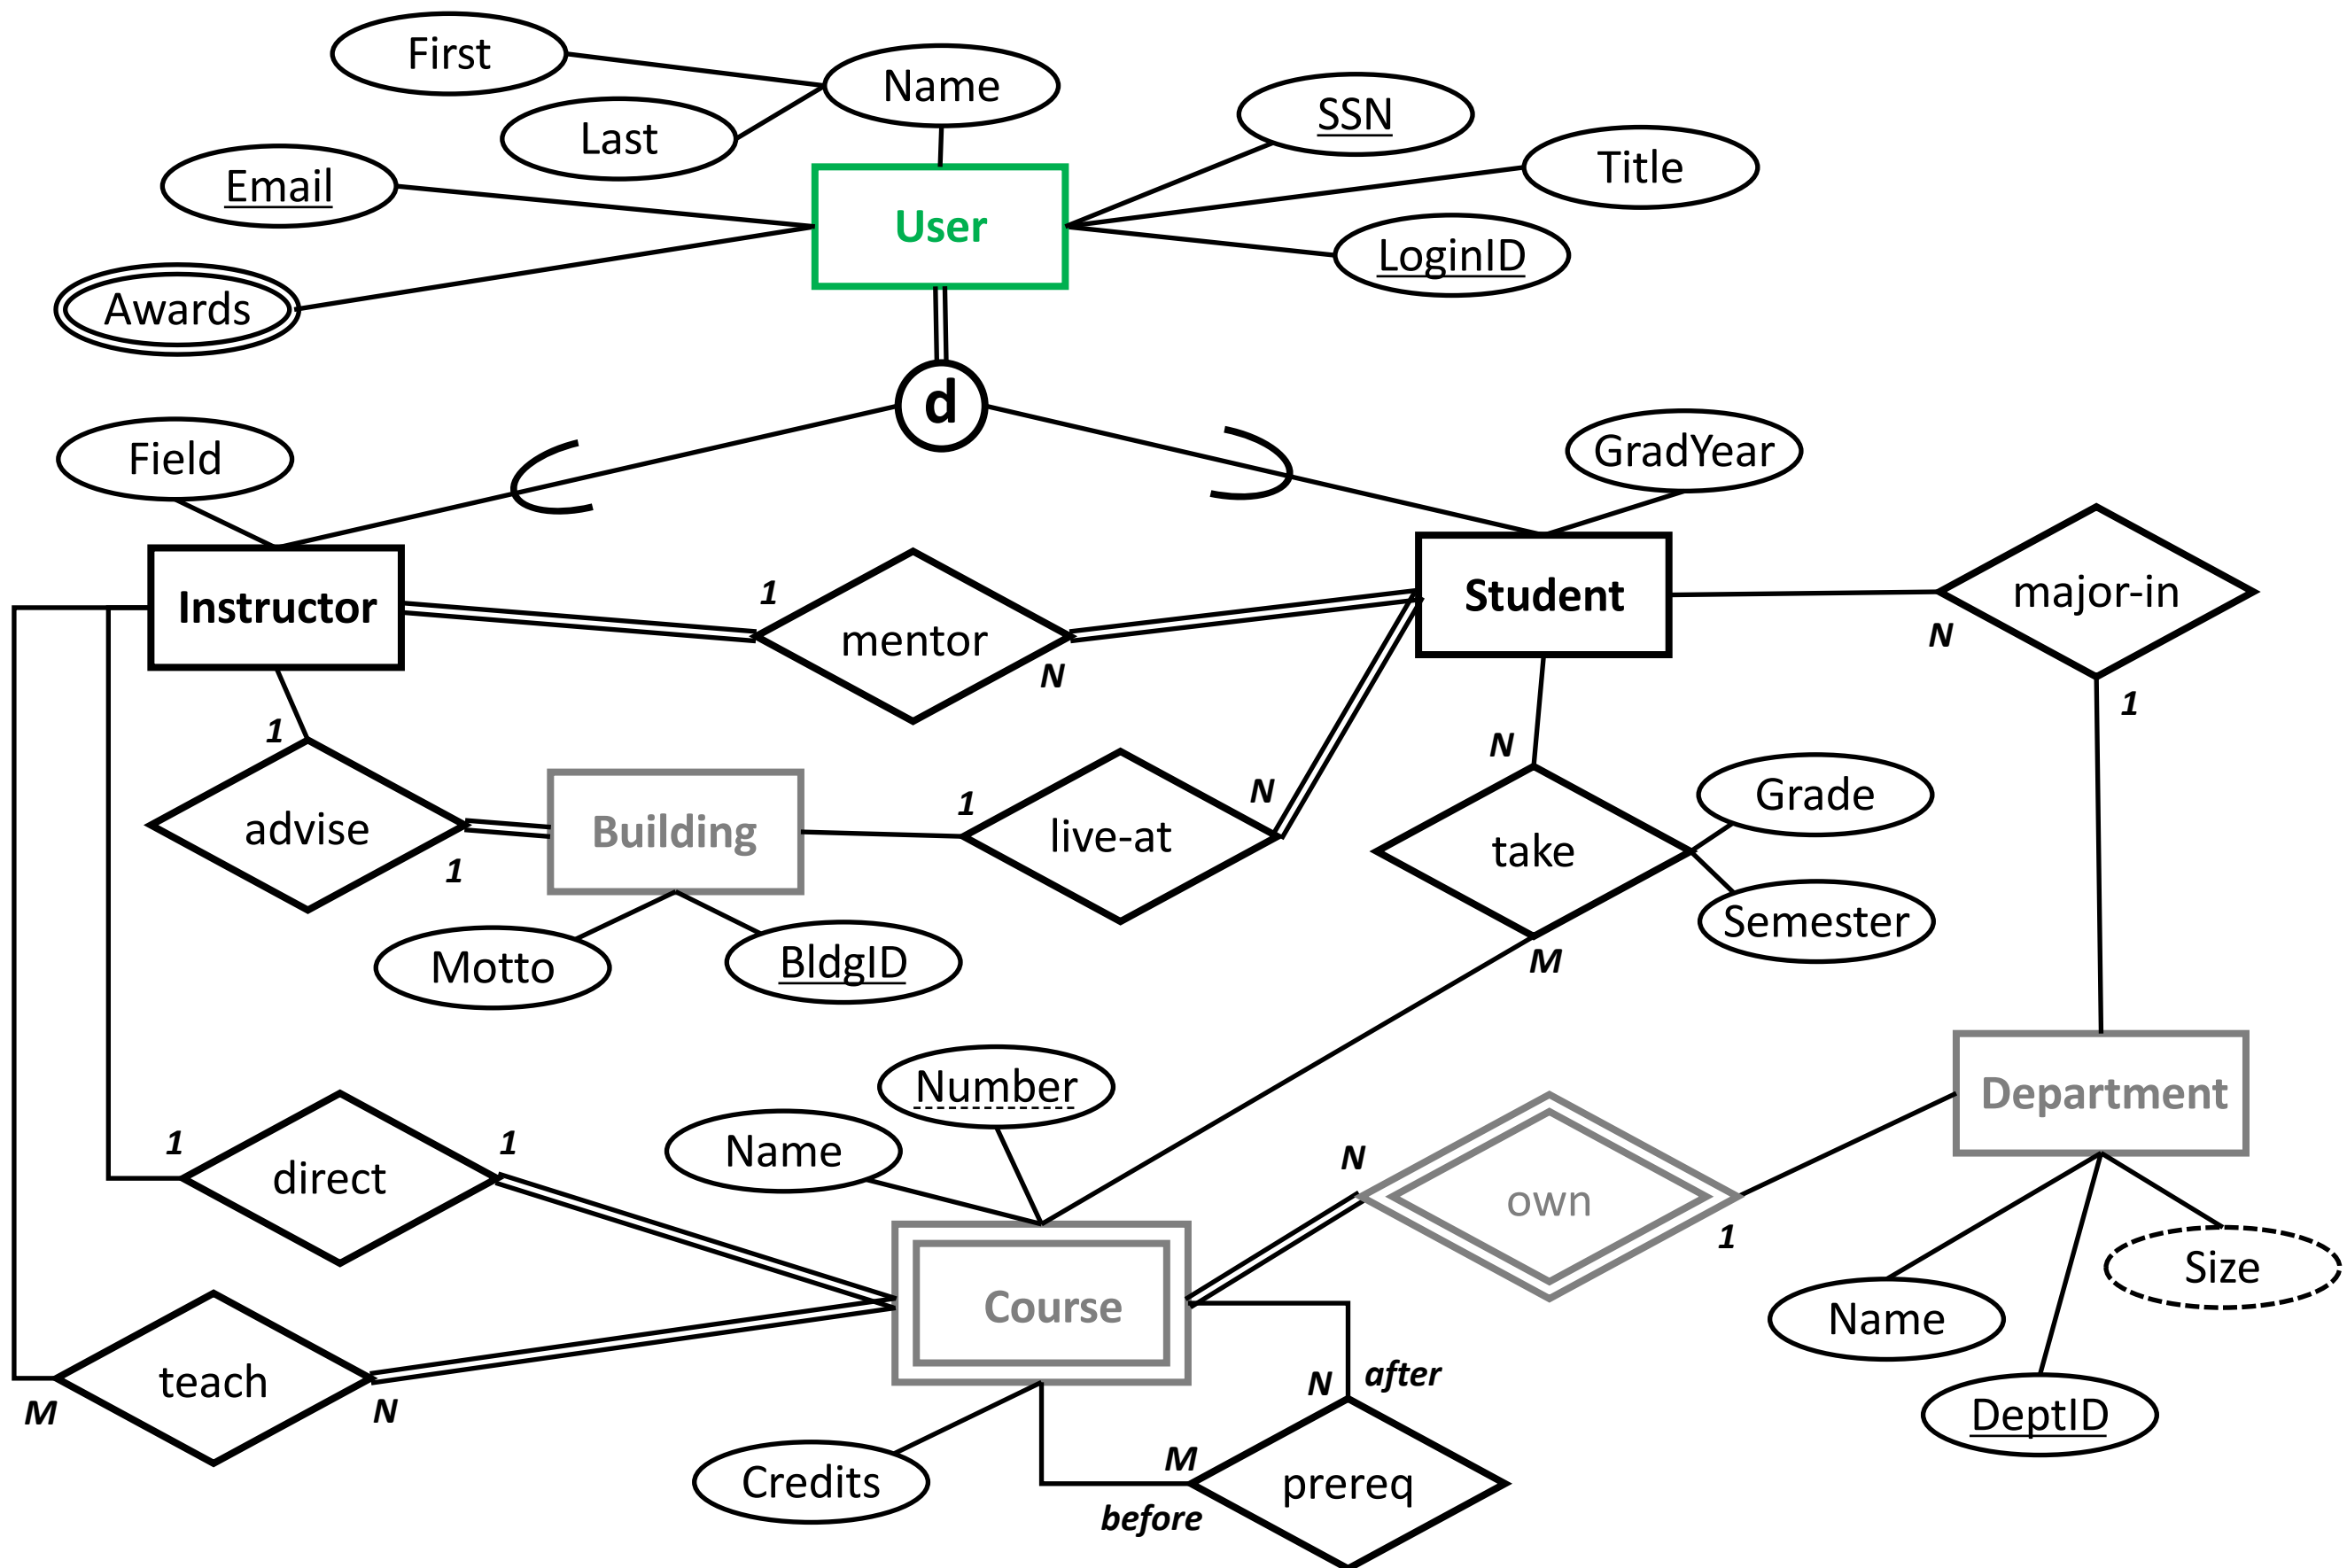 First
Name
SSN
Last
Title
Email
User
LoginID
Awards
d
Field
GradYear
Instructor
1
mentor
N
Student
N
major-in
1
1
advise
1
Building
1
live-at
N
N
take
M
Grade
Semester
Motto
BldgID
Number
Name
Department
1
direct
1
N
own
1
Size
Name
Course
DeptID
M
teach
N
N
after
Credits
M
before
prereq